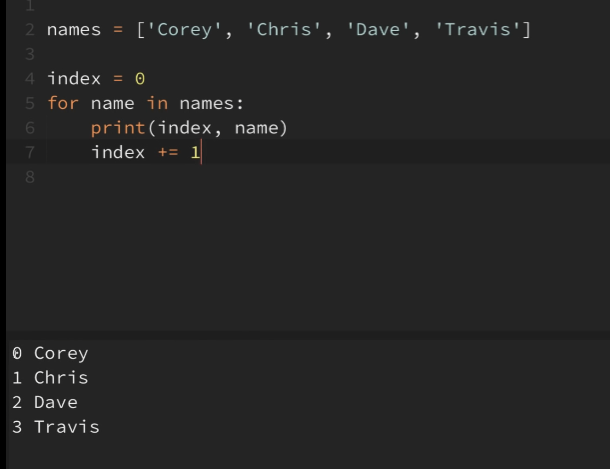 1
2 names = ['Corey', 'Chris', 'Dave', 'Travis']
3
4 index = 0
5 for name in names:
6     print(index, name)
7     index += 1
8
0 Corey
1 Chris
2 Dave
3 Travis